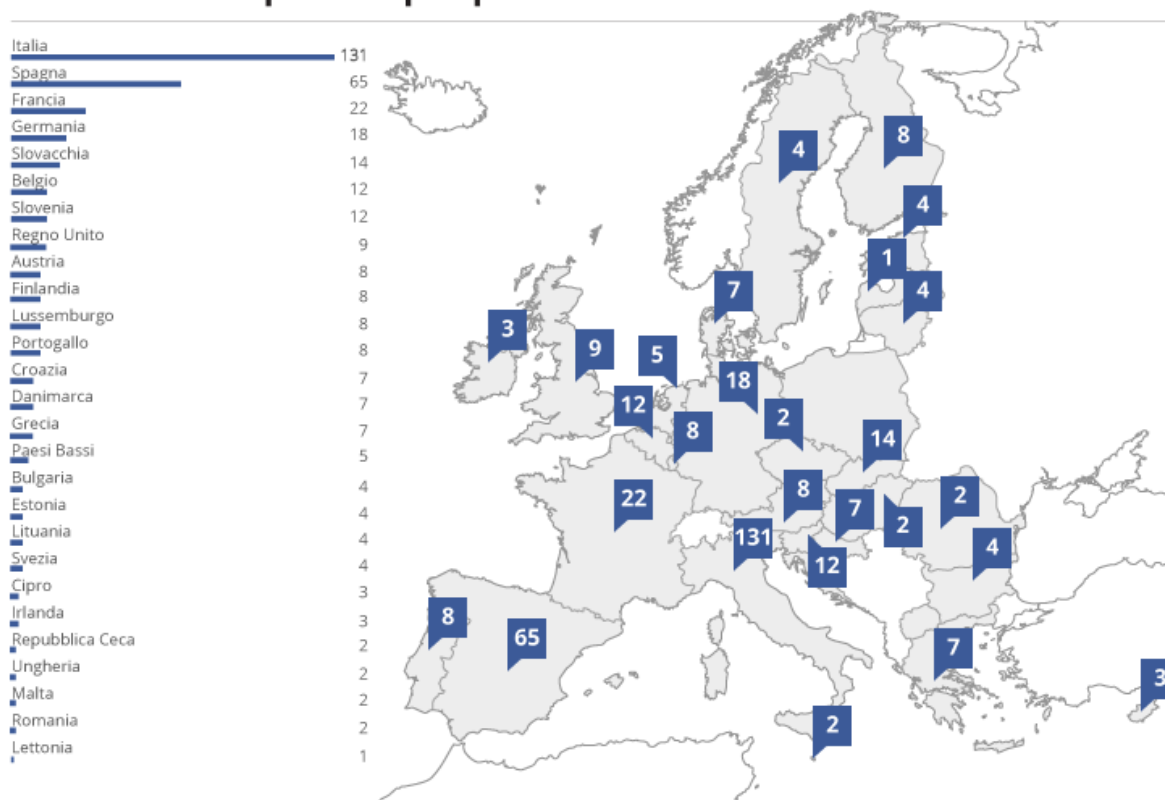 Italia 131
Spagna 65
Francia 22
Germania 18
Slovacchia 14
Belgio 12
Slovenia 12
Regno Unito 9
Austria 8
Finlandia 8
Lussemburgo 8
Portogallo 8
Croazia 7
Danimarca 7
Grecia 7
Paesi Bassi 5
Bulgaria 4
Estonia 4
Lituania 4
Svezia 4
Cipro 3
Irlanda 3
Repubblica Ceca 2
Ungheria 2
Malta 2
Romania 2
Lettonia 1
8
4
4
1
4
7
3
9
5
18
12
2
8
14
8
22
2
7
2
131
4
12
8
65
7
3
2